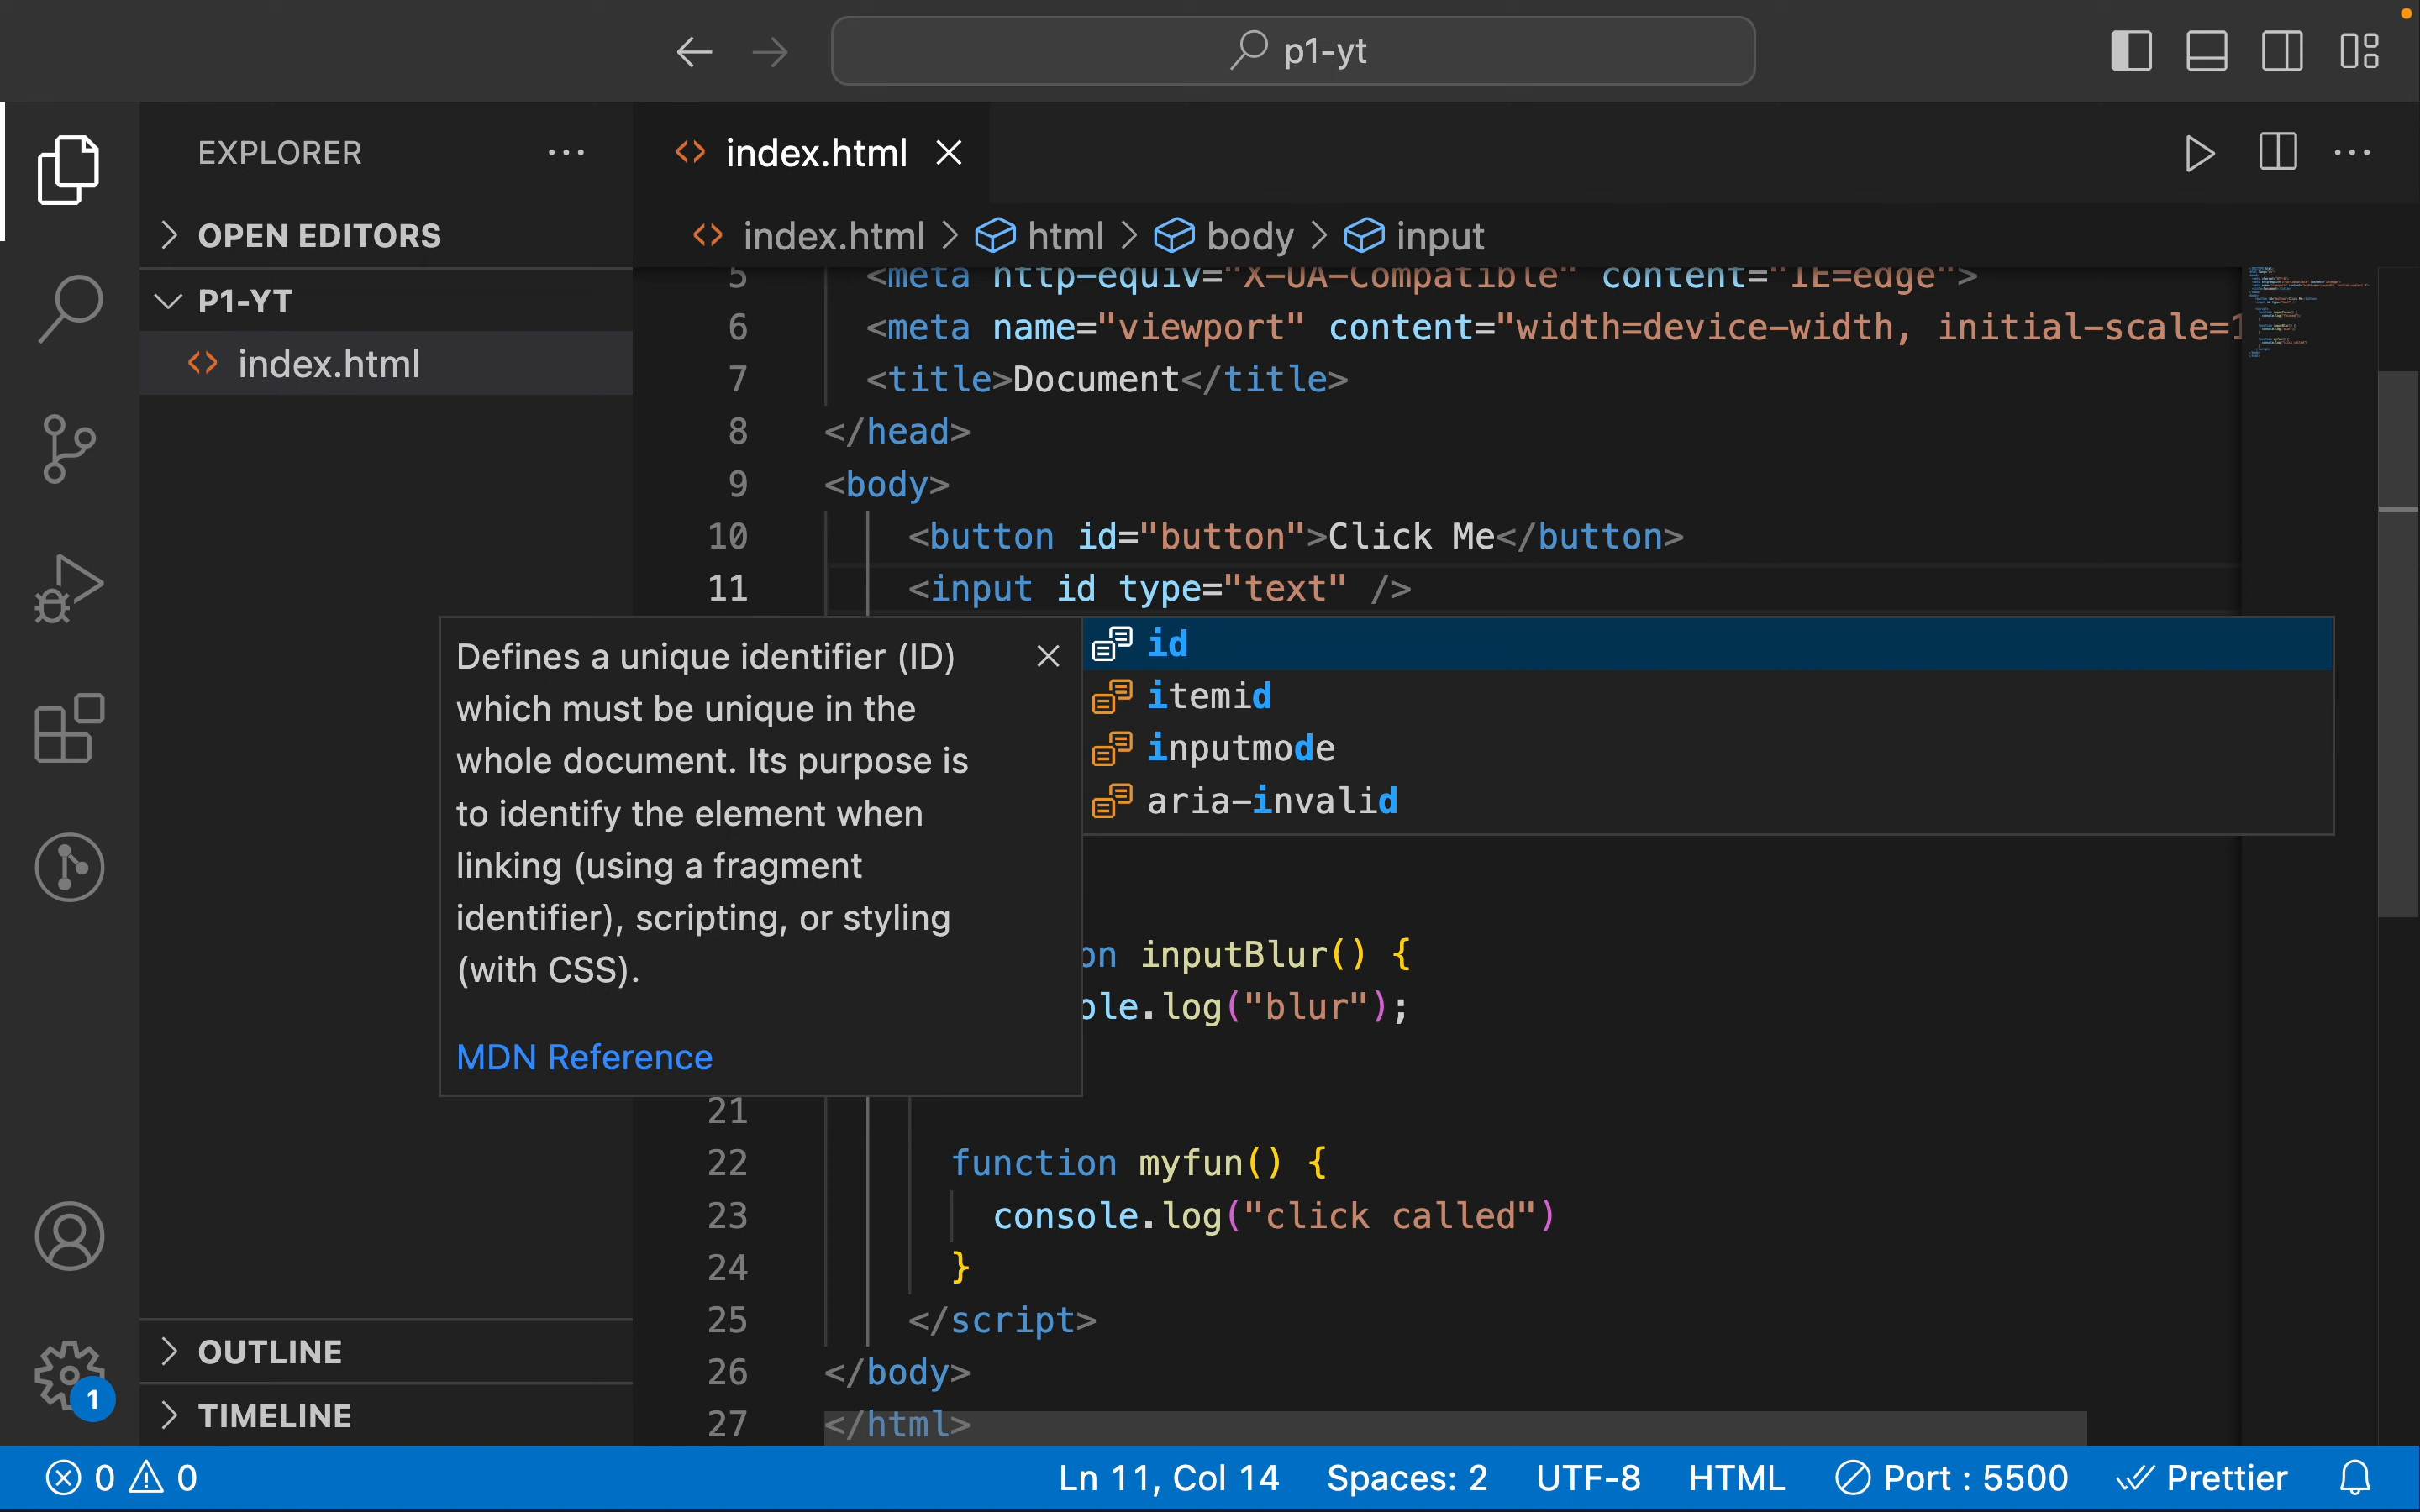 p1-yt
EXPLORER
OPEN EDITORS
P1-YT
index.html
OUTLINE
TIMELINE
index.html
index.html > html > body > input
5 <meta http-equiv="X-UA-Compatible" content="IE=edge">
6 <meta name="viewport" content="width=device-width, initial-scale=1
7 <title>Document</title>
8 </head>
9 <body>
10 <button id="button">Click Me</button>
11 <input id type="text" />
Defines a unique identifier (ID)
which must be unique in the
whole document. Its purpose is
to identify the element when
linking (using a fragment
identifier), scripting, or styling
(with CSS).
MDN Reference
id
itemid
inputmode
aria-invalid
on inputBlur() {
ole.log("blur");
21
22 function myfun() {
23 console.log("click called")
24 }
25 </script>
26 </body>
27 </html>
1
0 0
Ln 11, Col 14 Spaces: 2 UTF-8 HTML Port : 5500 Prettier